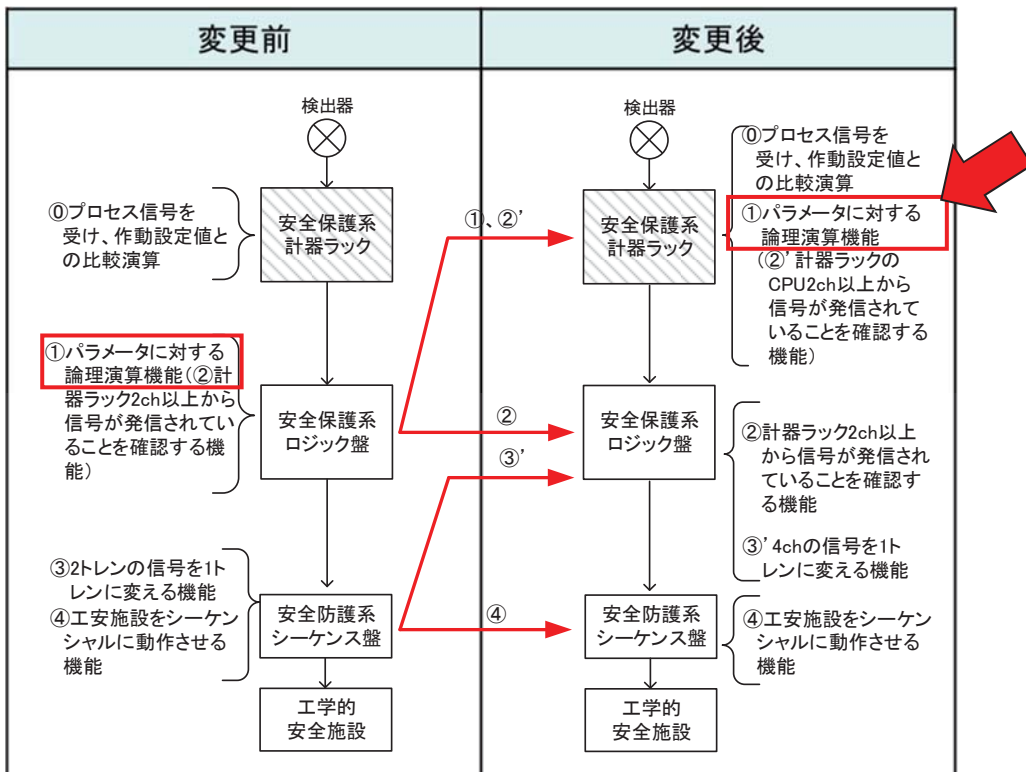 変更前
検出器
⓪プロセス信号を
受け、作動設定値と
の比較演算
安全保護系
計器ラック
①パラメータに対する
論理演算機能(②計
器ラック2ch以上から
信号が発信されてい
ることを確認する機
能)
安全保護系
ロジック盤
③2トレンの信号を1ト
レンに変える機能
④工安施設をシーケン
シャルに動作させる
機能
安全防護系
シーケンス盤
工学的
安全施設
①、②’
②
③’
④
変更後
検出器
安全保護系
計器ラック
⓪プロセス信号を
受け、作動設定値と
の比較演算
①パラメータに対する
論理演算機能
(②’計器ラックの
CPU2ch以上から
信号が発信されて
いることを確認する
機能)
安全保護系
ロジック盤
②計器ラック2ch以上
から信号が発信され
ていることを確認す
る機能
③’4chの信号を1ト
レンに変える機能
安全防護系
シーケンス盤
④工安施設をシーケン
シャルに動作させる
機能
工学的
安全施設